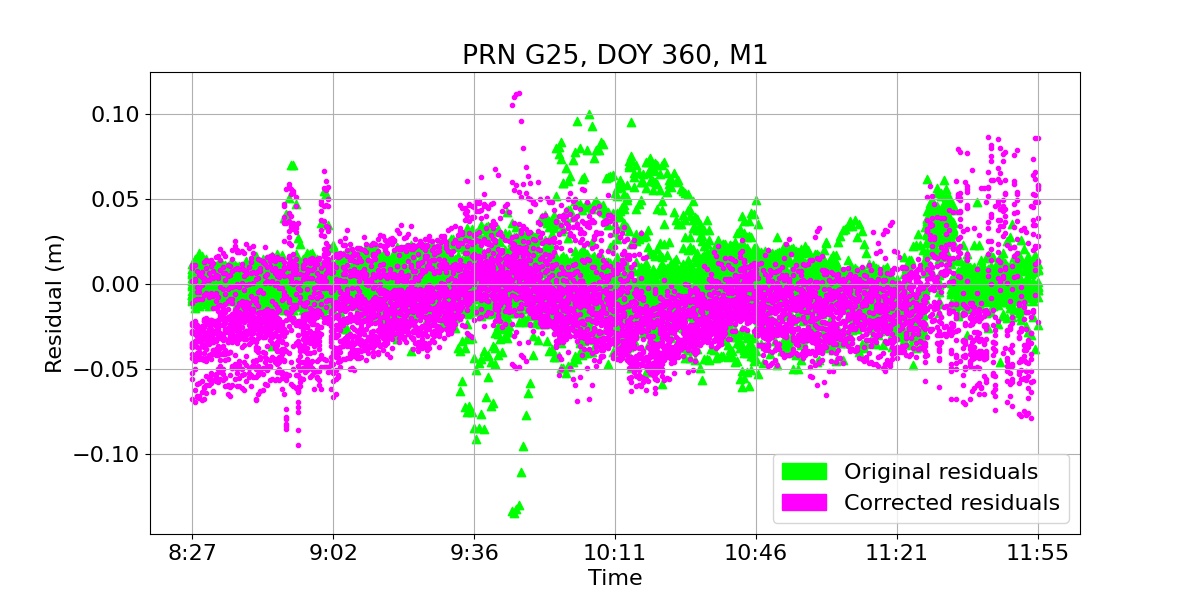 PRN G25, DOY 360, M1
0.10
0.05
0.00
−0.05
−0.10
Residual (m)
Original residuals
Corrected residuals
8:27 9:02 9:36 10:11 10:46 11:21 11:55
Time